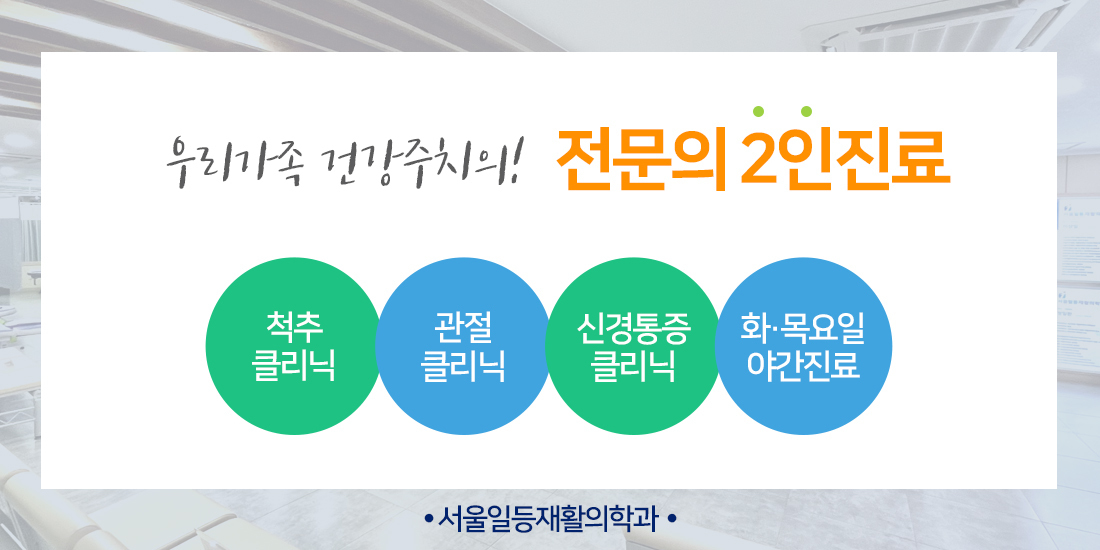 우리가족 건강주치의! 전문의 2인진료
척추
클리닉
관절
클리닉
신경통증
클리닉
화·목요일
야간진료
• 서울일등재활의학과 •